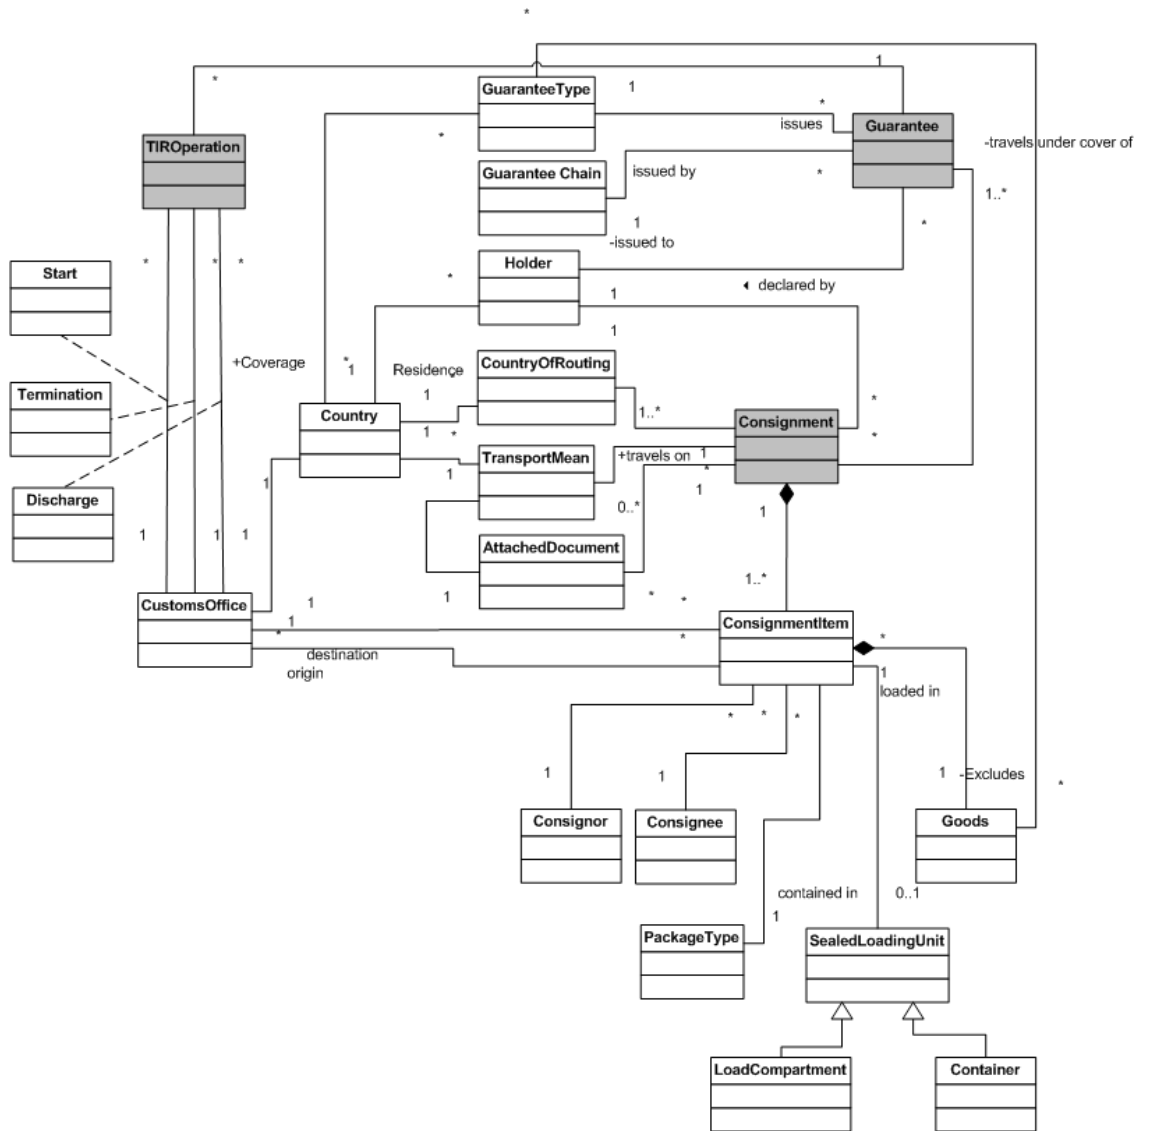 *
*
1
GuaranteeType
1
*
issues
Guarantee
TIROperation
*
-travels under cover of
Guarantee Chain
issued by
*
1..*
1
-issued to
*
Start
*
*
*
Holder
*
declared by
1
1
+Coverage
*
1
Residence
*
CountryOfRouting
Termination
1
1..*
*
Country
Consignment
1
*
*
TransportMean
+travels on
1
*
1
1
1
Discharge
0..*
1
1
1
1
AttachedDocument
1..*
CustomsOffice
1
1
*
*
1
*
ConsignmentItem
*
*
destination
origin
1
loaded in
*
*
*
1
1
1
-Excludes
*
Consignor
Consignee
Goods
contained in
0..1
1
PackageType
SealedLoadingUnit
LoadCompartment
Container